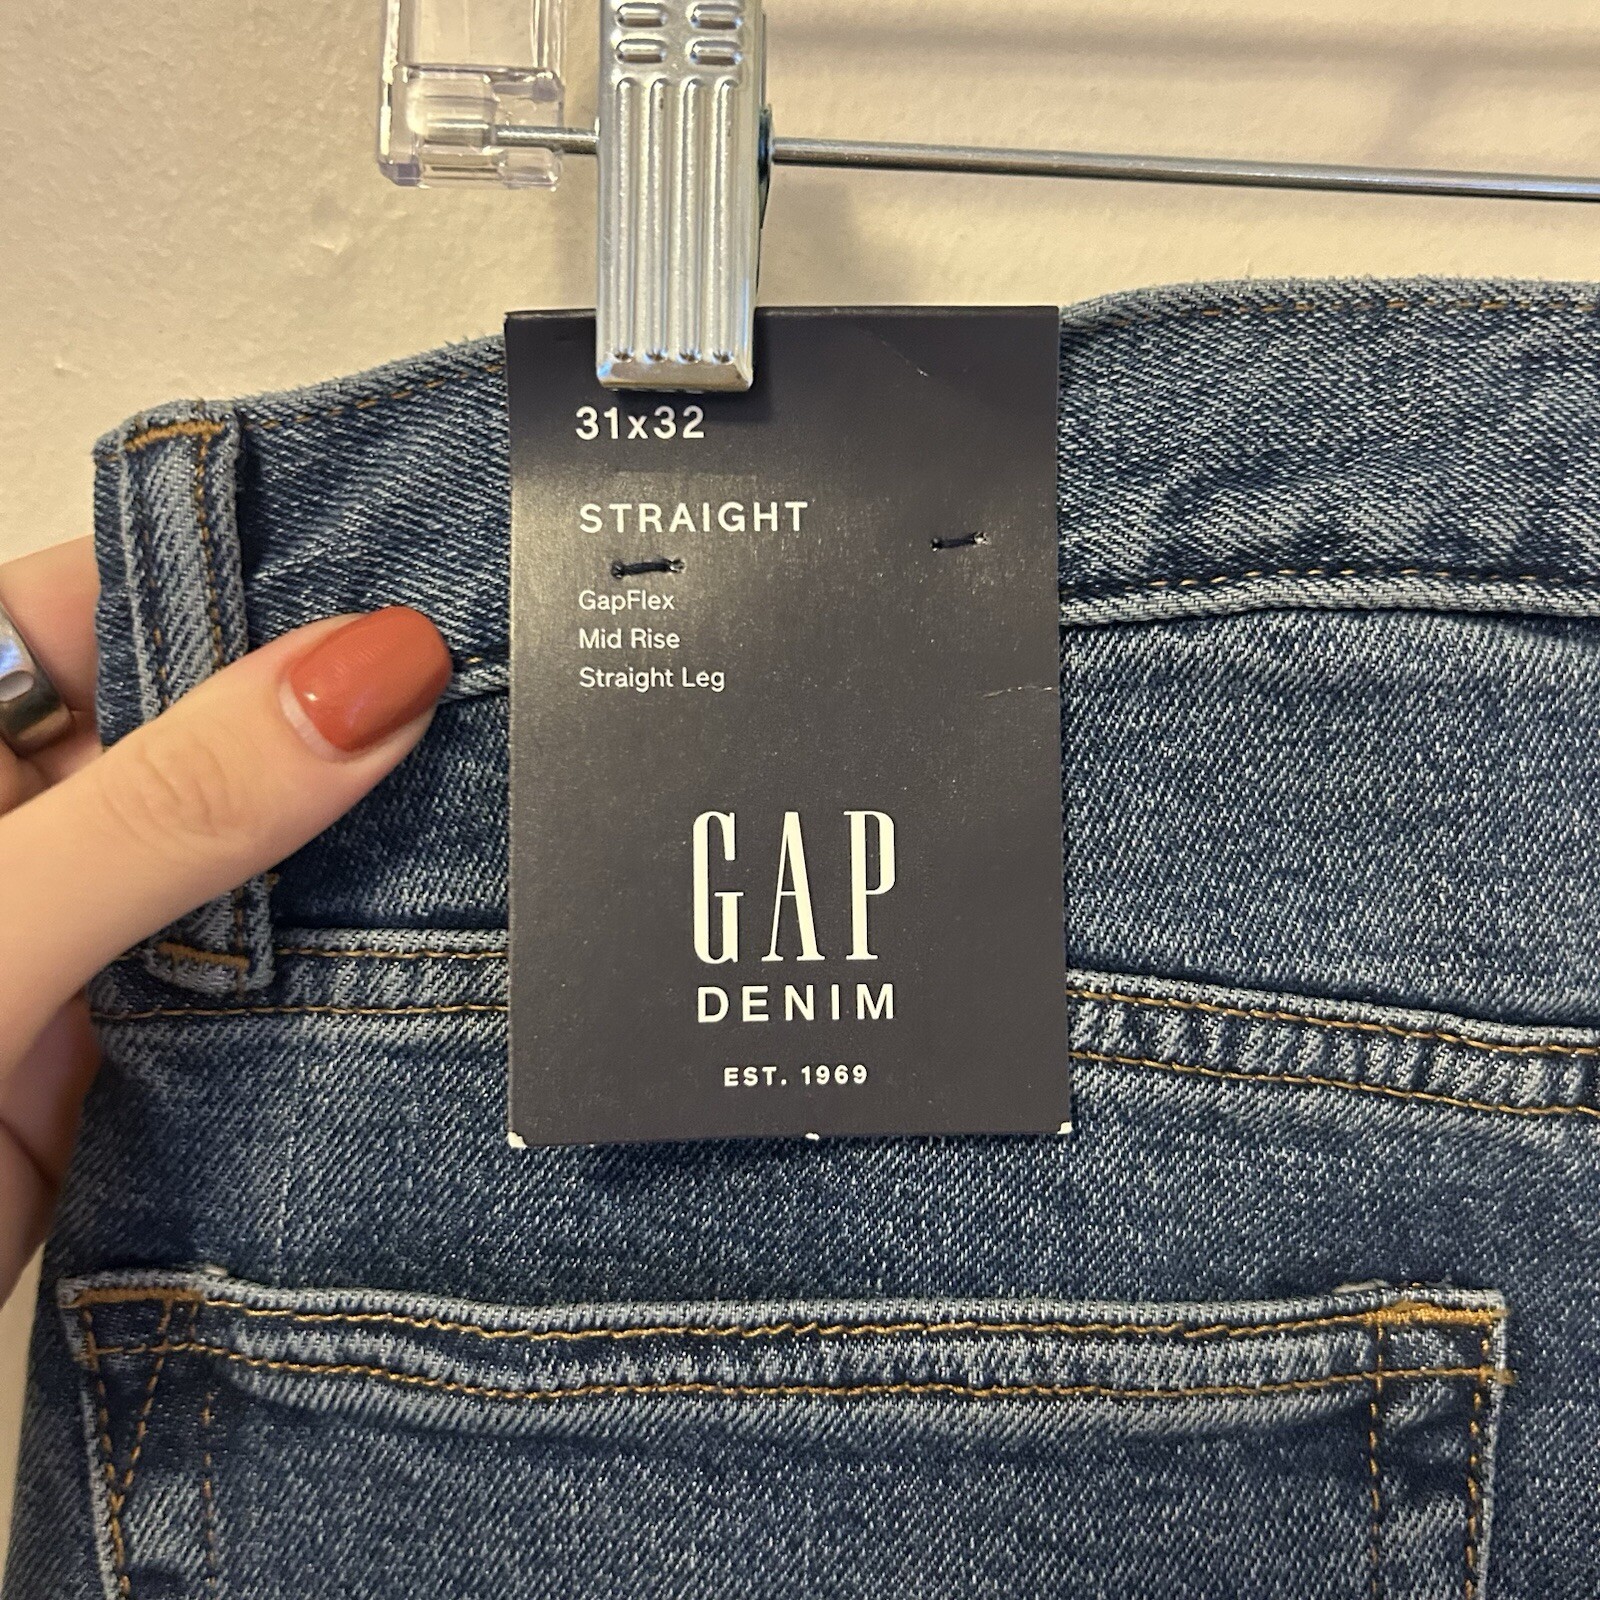 31x32
STRAIGHT
GapFlex
Mid Rise
Straight Leg
GAP
DENIM
EST. 1969